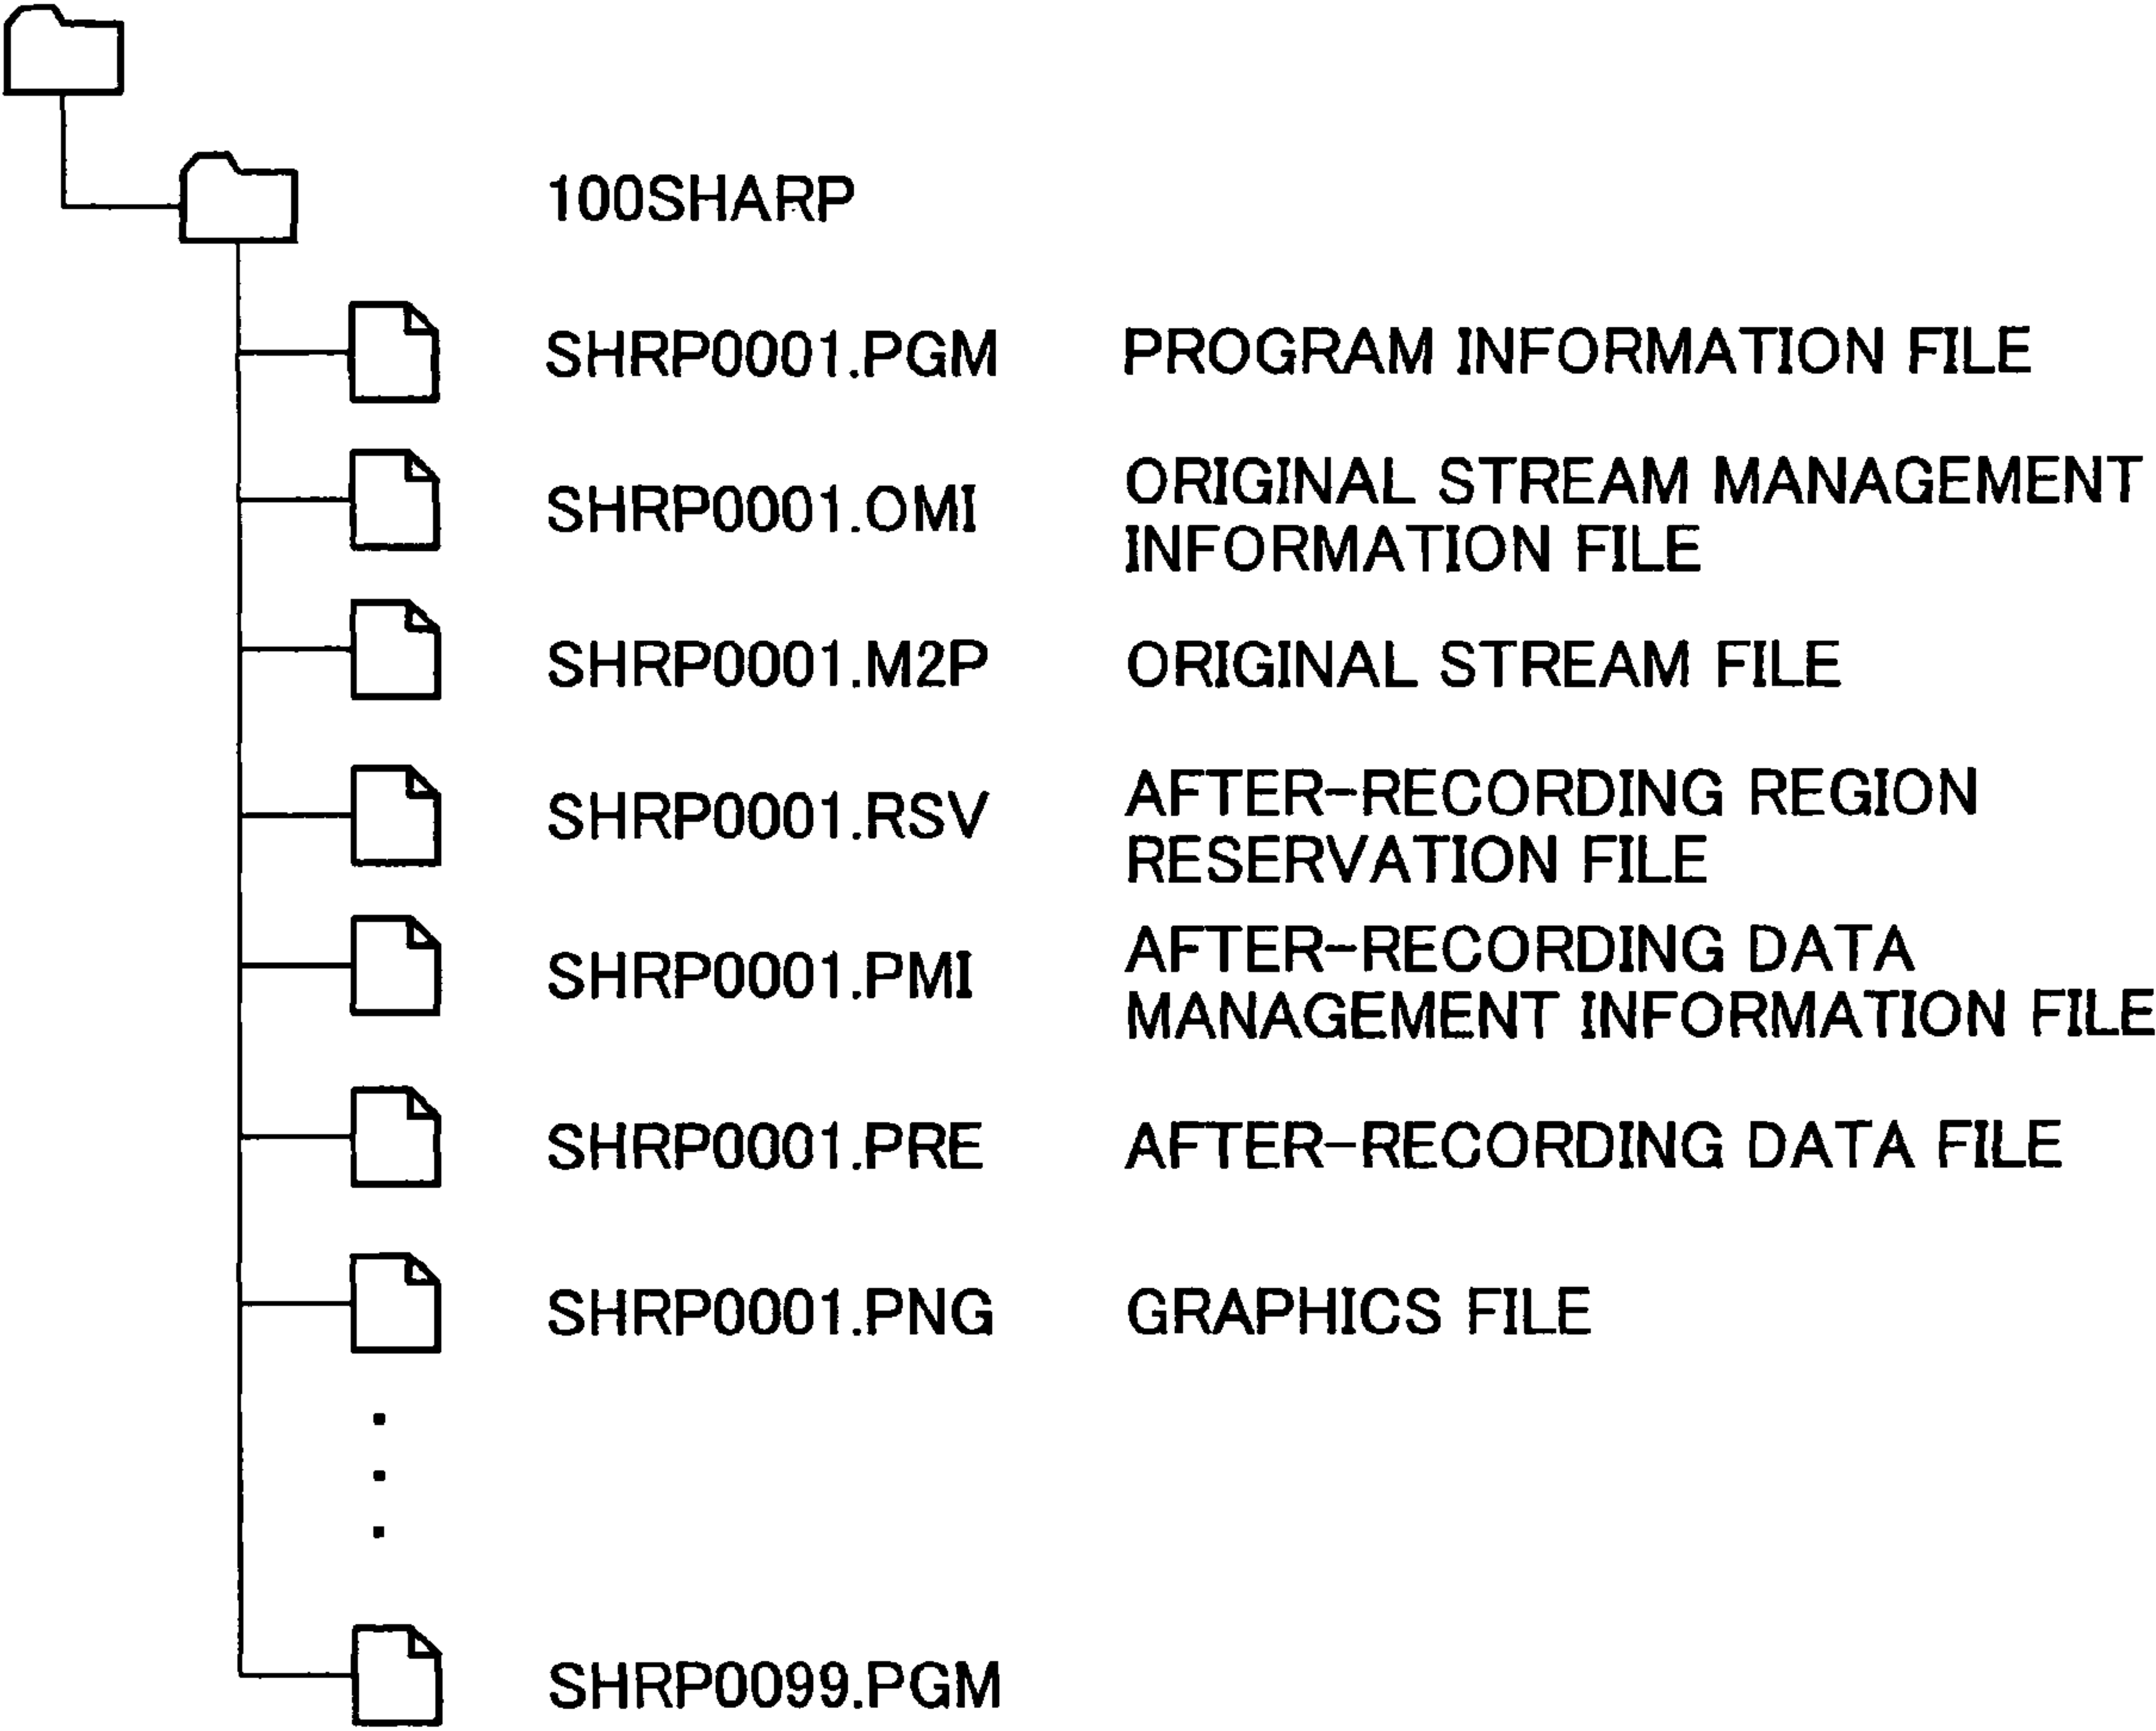 100SHARP
SHRP0001.PGM PROGRAM INFORMATION FILE
SHRP0001.OMI ORIGINAL STREAM MANAGEMENT
INFORMATION FILE
SHRP0001.M2P ORIGINAL STREAM FILE
SHRP0001.RSV AFTER-RECORDING REGION
RESERVATION FILE
SHRP0001.PMI AFTER-RECORDING DATA
MANAGEMENT INFORMATION FILE
SHRP0001.PRE AFTER-RECORDING DATA FILE
SHRP0001.PNG GRAPHICS FILE
SHRP0099.PGM